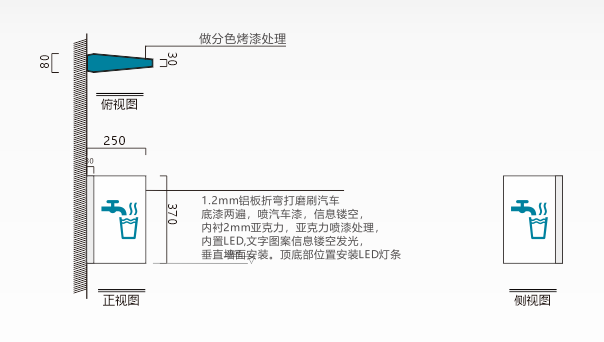 做分色烤漆处理
80
30
俯视图
250
370
1.2mm铝板折弯打磨刷汽车
底漆两遍，喷汽车漆，信息镂空，
内衬2mm亚克力，亚克力喷漆处理，
内置LED,文字图案信息镂空发光，
垂直墙面安装。顶底部位置安装LED灯条
正视图
侧视图